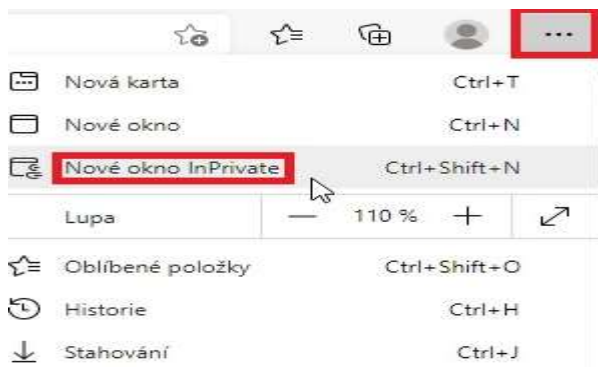 Nová karta Ctrl+T
Nové okno Ctrl+N
Nové okno InPrivate Ctrl+Shift+N
Lupa — 110 % +
Oblíbené položky Ctrl+Shift+O
Historie Ctrl+H
Stahování Ctrl+J